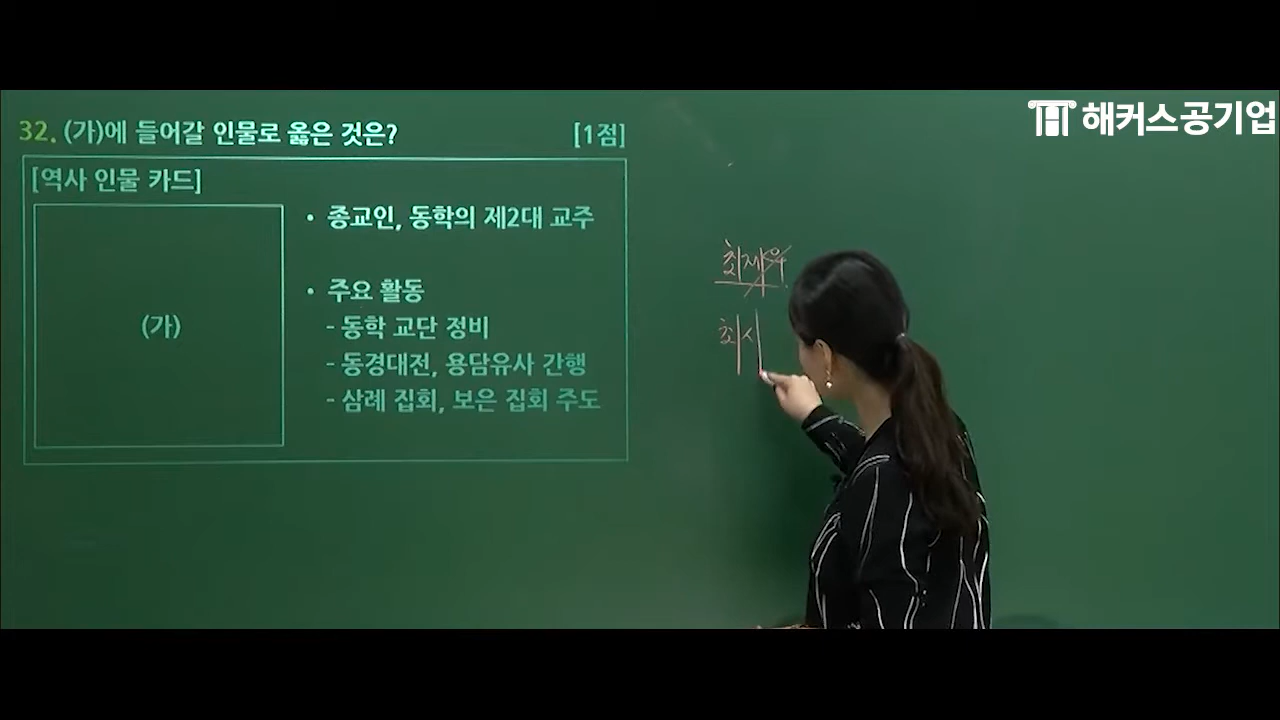 해커스공기업
32. (가)에 들어갈 인물로 옳은 것은? [1점]
[역사 인물 카드]
(가)
• 종교인, 동학의 제2대 교주
• 주요 활동
- 동학 교단 정비
- 동경대전, 용담유사 간행
- 삼례 집회, 보은 집회 주도
최제우
최시